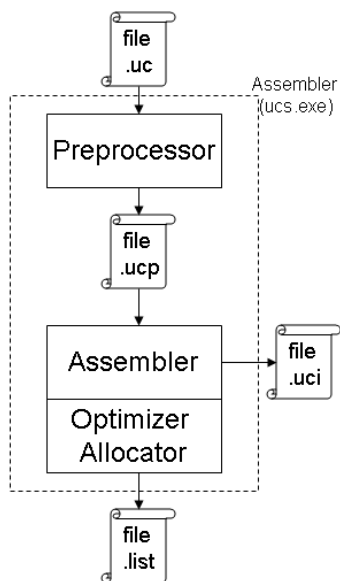 file
.uc
Assembler
(ucs.exe)
Preprocessor
file
.ucp
Assembler
file
.uci
Optimizer
Allocator
file
.list